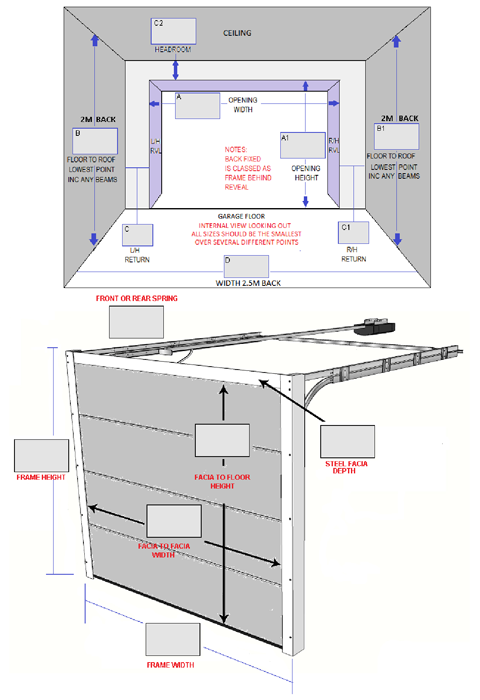 C2
HEADROOM
CEILING
A
OPENING
WIDTH
2M BACK
B
FLOOR TO ROOF
LOWEST POINT
INC ANY BEAMS
L/H
RVL
NOTES:
BACK FIXED
IS CLASSED AS
FRAME BEHIND
REVEAL
A1
OPENING
HEIGHT
R/H
RVL
2M BACK
B1
FLOOR TO ROOF
LOWEST POINT
INC ANY BEAMS
C
L/H
RETURN
GARAGE FLOOR
INTERNAL VIEW LOOKING OUT
ALL SIZES SHOULD BE THE SMALLEST
OVER SEVERAL DIFFERENT POINTS
C1
R/H
RETURN
D
WIDTH 2.5M BACK
FRONT OR REAR SPRING
FRAME HEIGHT
FACIA TO FLOOR
HEIGHT
STEEL FACIA
DEPTH
FACIA TO FACIA
WIDTH
FRAME WIDTH